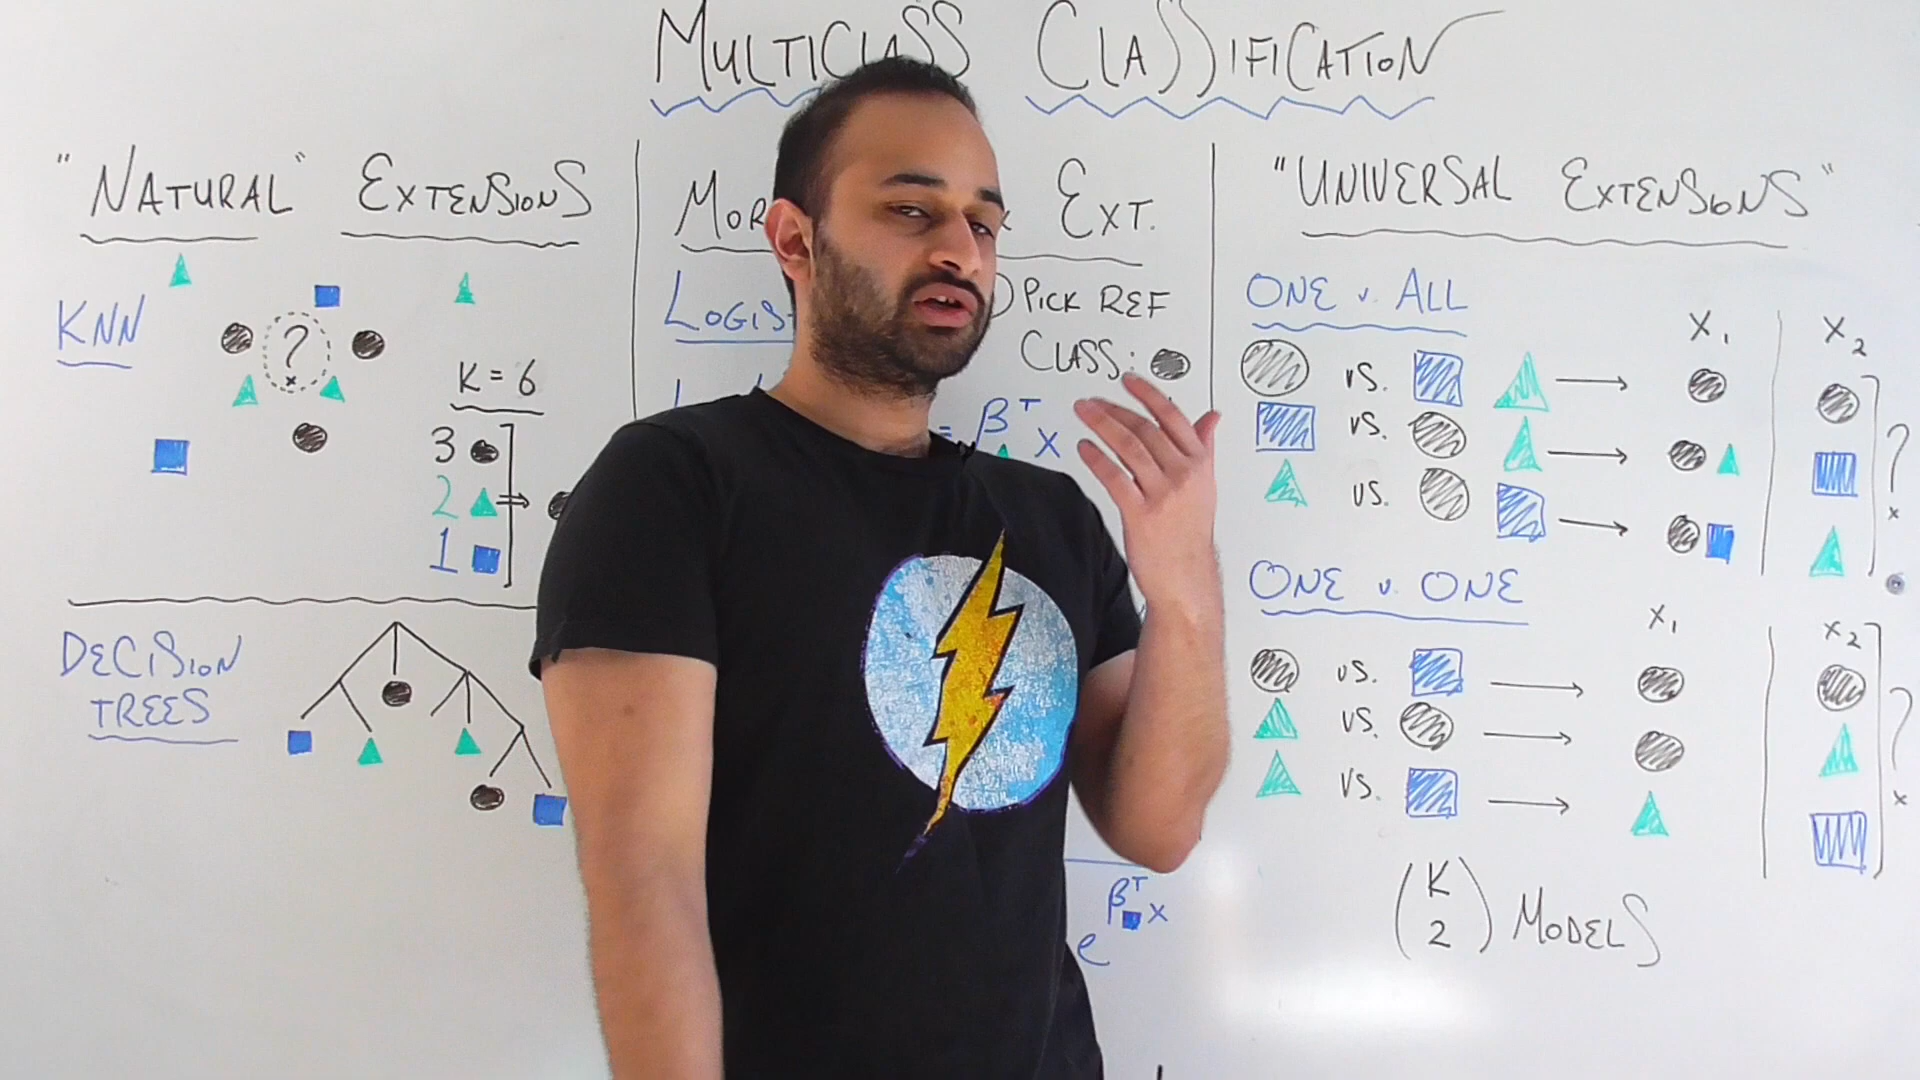 MULTICLASS CLASSIFICATION
"NATURAL" EXTENSIONS
KNN
?
K = 6
3
2
1
DECISION
TREES
EXT.
PICK REF
CLASS:
= β^T x
e^β^T x
"UNIVERSAL EXTENSIONS"
ONE v. ALL
X1 X2
vs.
vs.
vs.
?
ONE v. ONE
X1 X2
vs.
vs.
vs.
?
(K 2) MODELS